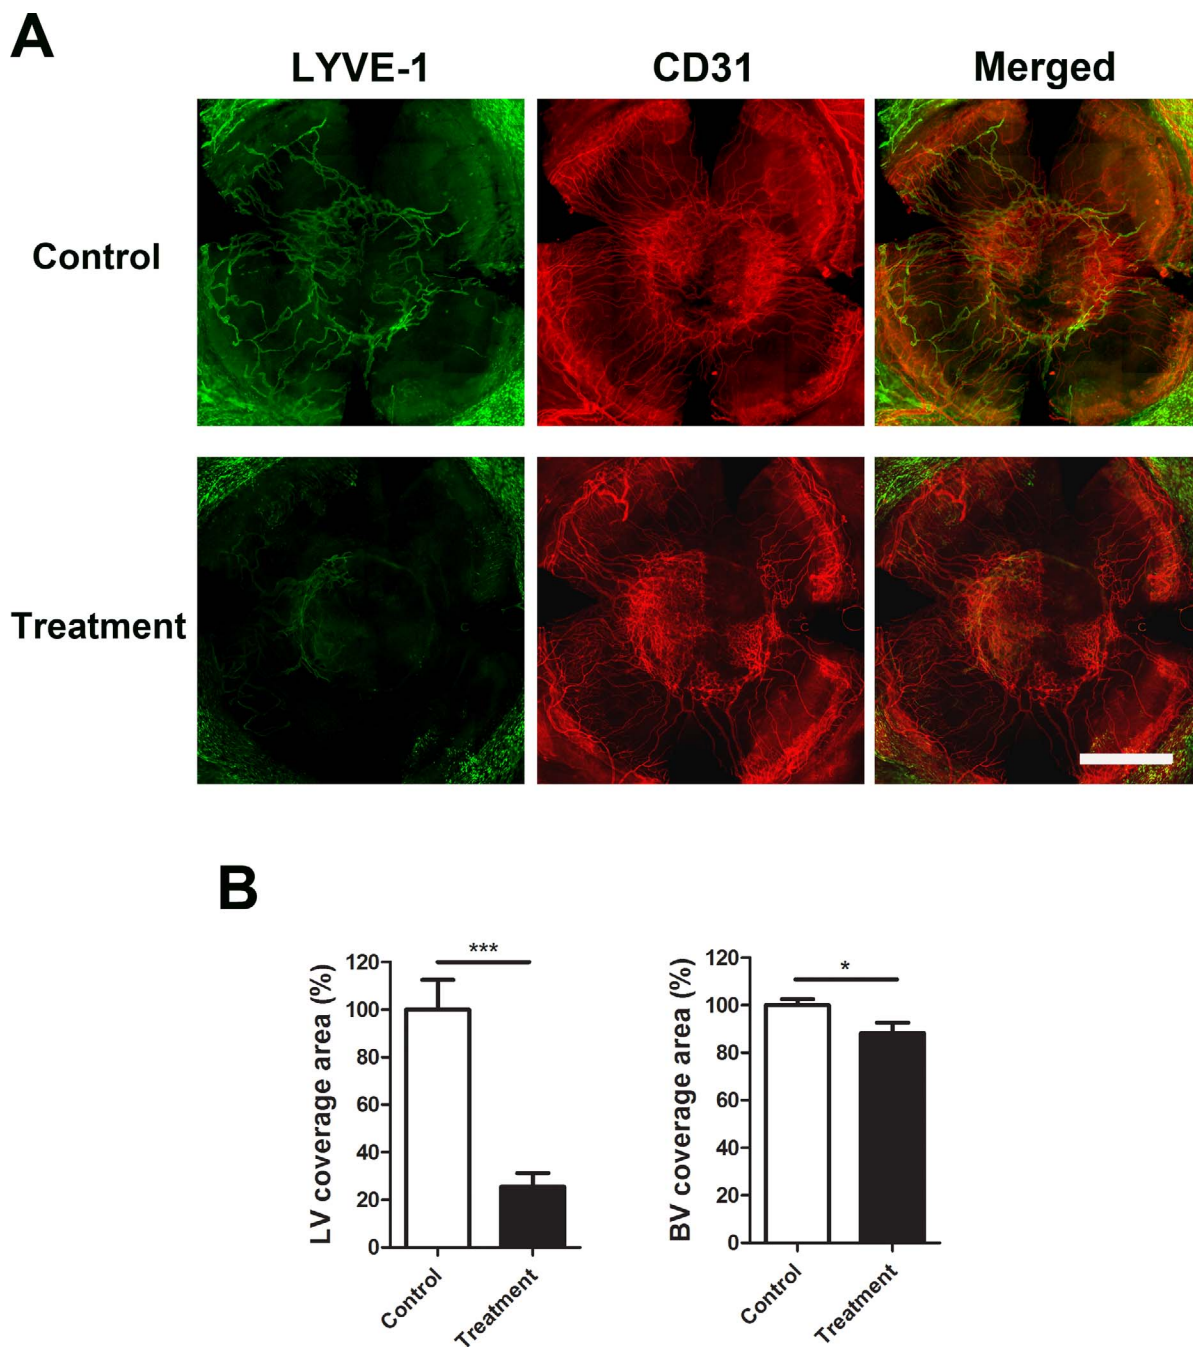 A
LYVE-1 CD31 Merged
Control
Treatment
B
LV coverage area (%)
120
100
80
60
40
20
0
***
Control
Treatment
BV coverage area (%)
120
100
80
60
40
20
0
*
Control
Treatment